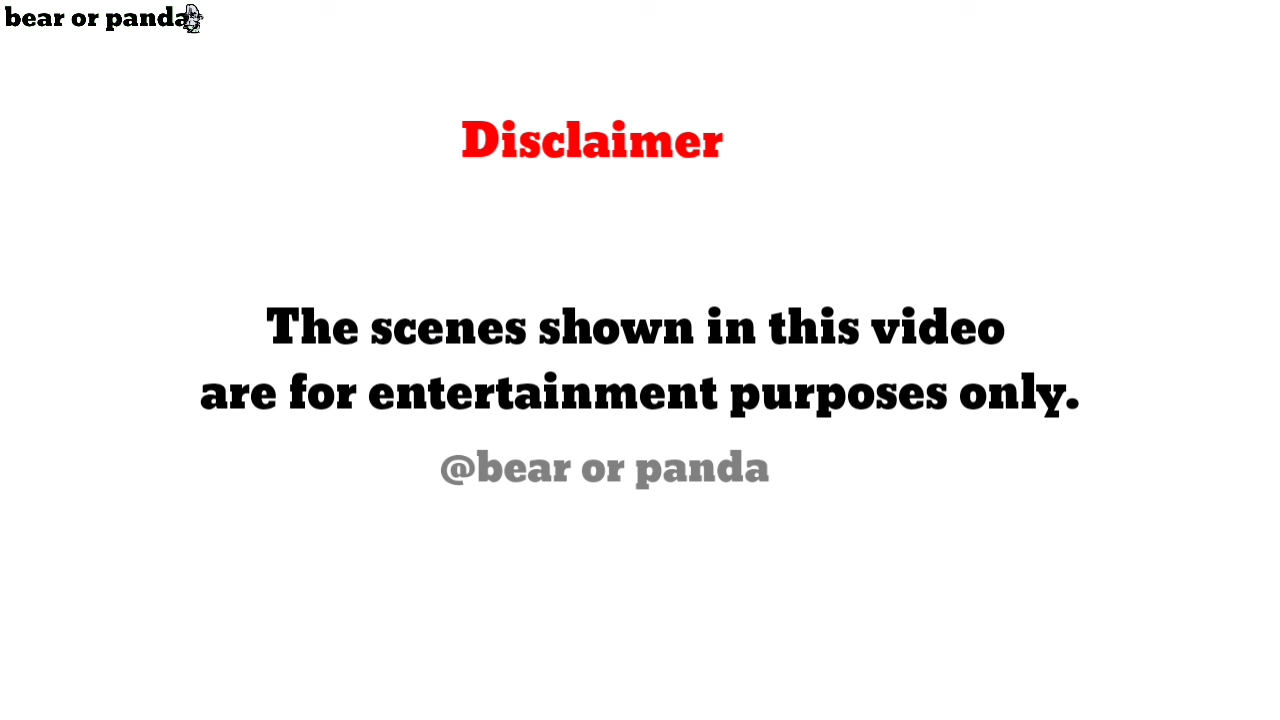 bear or panda
Disclaimer
The scenes shown in this video
are for entertainment purposes only.
@bear or panda